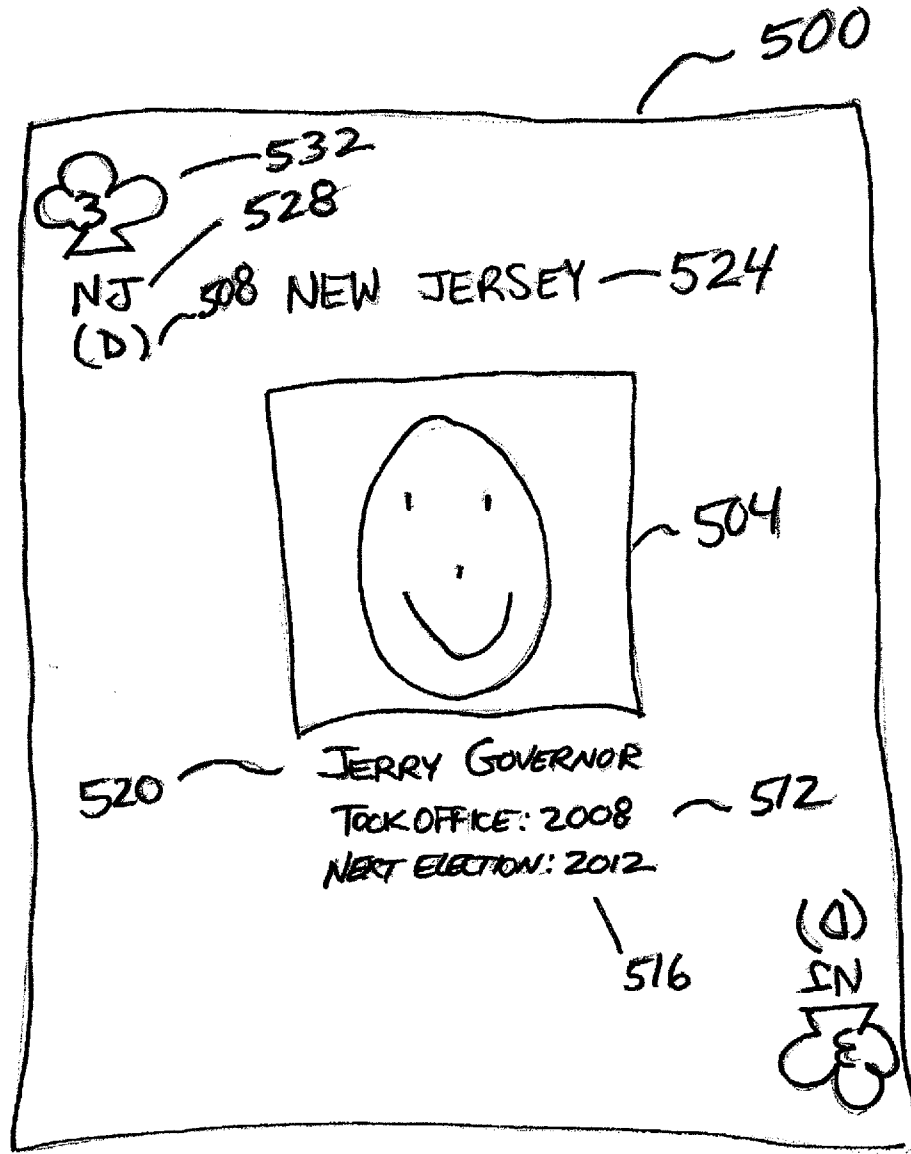 500
532
3
528
NJ 508 NEW JERSEY 524
(D)
504
JERRY GOVERNOR
520
TOOK OFFICE: 2008 512
NEXT ELECTION: 2012
516
(D)
NJ
3